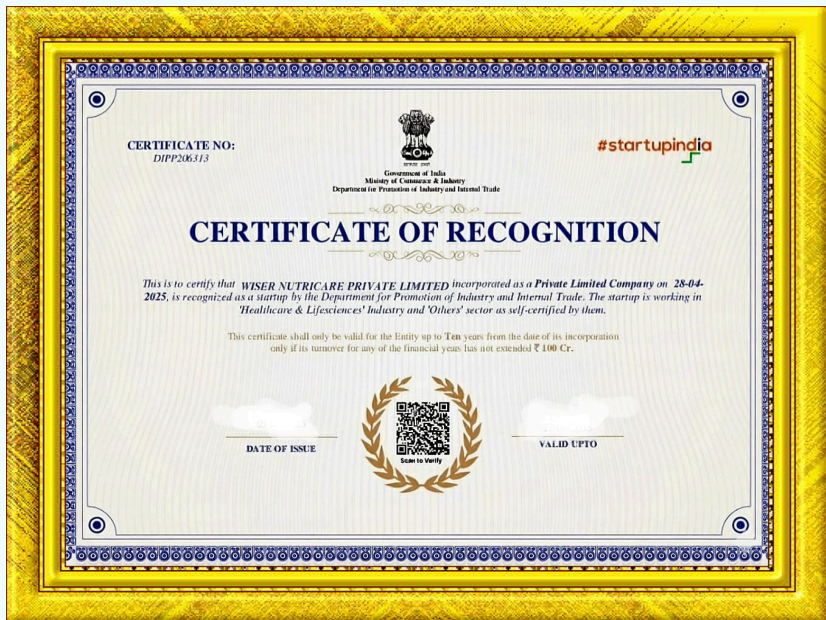 CERTIFICATE NO:
DIPP206313
#startupindia
सत्यमेव जयते
Government of India
Ministry of Commerce & Industry
Department for Promotion of Industry and Internal Trade
CERTIFICATE OF RECOGNITION
This is to certify that WISER NUTRICARE PRIVATE LIMITED incorporated as a Private Limited Company on 28-04-
2025, is recognized as a startup by the Department for Promotion of Industry and Internal Trade. The startup is working in
'Healthcare & Lifesciences' Industry and 'Others' sector as self-certified by them.
This certificate shall only be valid for the Entity up to Ten years from the date of its incorporation
only if its turnover for any of the financial years has not extended ₹ 100 Cr.
Scan to Verify
DATE OF ISSUE
VALID UPTO